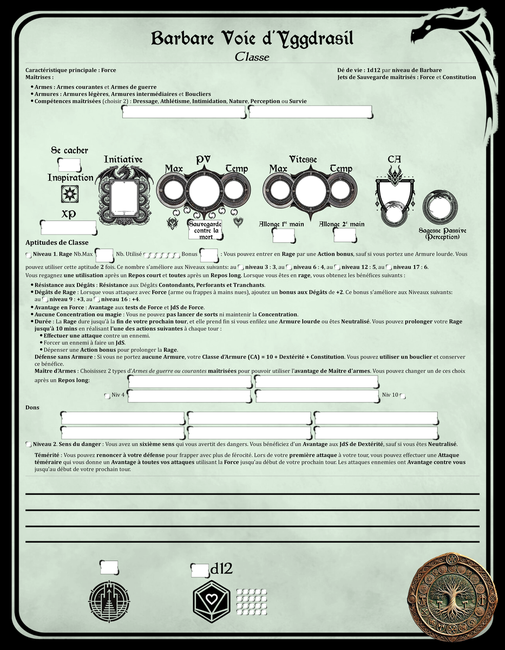 Barbare Voie d'Yggdrasil
Classe
Caractéristique principale : Force
Dé de vie : 1d12 par niveau de Barbare
Maîtrises :
Jets de Sauvegarde maîtrisés : Force et Constitution
• Armes : Armes courantes et Armes de guerre
• Armures : Armures légères, Armures intermédiaires et Boucliers
• Compétences maîtrisées (choisir 2) : Dressage, Athlétisme, Intimidation, Nature, Perception ou Survie
Se cacher
Initiative
PV
Vitesse
CA
Max
Temp
Max
Temp
Inspiration
XP
Sauvegarde
contre la
mort
Allonge 1re main
Allonge 2e main
Sagesse Passive
(Perception)
Aptitudes de Classe
Niveau 1. Rage Nb.Max Nb. Utilisé Bonus : Vous pouvez entrer en Rage par une Action bonus, sauf si vous portez une Armure lourde. Vous
pouvez utiliser cette aptitude 2 fois. Ce nombre s'améliore aux Niveaux suivants: au niveau 3 : 3, au niveau 6 : 4, au niveau 12 : 5, au niveau 17 : 6.
Vous regagnez une utilisation après un Repos court et toutes après un Repos long. Lorsque vous êtes en rage, vous obtenez les bénéfices suivants :
• Résistance aux Dégâts : Résistance aux Dégâts Contondants, Perforants et Tranchants.
• Dégâts de Rage : Lorsque vous attaquez avec Force (arme ou frappes à mains nues), ajoutez un bonus aux Dégâts de +2. Ce bonus s'améliore aux Niveaux suivants:
au niveau 9 : +3, au niveau 16 : +4.
• Avantage en Force : Avantage aux tests de Force et JdS de Force.
• Aucune Concentration ou magie : Vous ne pouvez pas lancer de sorts ni maintenir la Concentration.
• Durée : La Rage dure jusqu'à la fin de votre prochain tour, et elle prend fin si vous enfilez une Armure lourde ou êtes Neutralisé. Vous pouvez prolonger votre Rage
jusqu'à 10 mins en réalisant l'une des actions suivantes à chaque tour :
• Effectuer une attaque contre un ennemi.
• Forcer un ennemi à faire un JdS.
• Dépenser une Action bonus pour prolonger la Rage.
Défense sans Armure : Si vous ne portez aucune Armure, votre Classe d'Armure (CA) = 10 + Dextérité + Constitution. Vous pouvez utiliser un bouclier et conserver
ce bénéfice.
Maître d'Armes : Choisissez 2 types d'Armes de guerre ou courantes maîtrisées pour pouvoir utiliser l'avantage de Maître d'armes. Vous pouvez changer un de ces choix
après un Repos long:
Niv 4
Niv 10
Dons
Niveau 2. Sens du danger : Vous avez un sixième sens qui vous avertit des dangers. Vous bénéficiez d'un Avantage aux JdS de Dextérité, sauf si vous êtes Neutralisé.
Témérité : Vous pouvez renoncer à votre défense pour frapper avec plus de férocité. Lors de votre première attaque à votre tour, vous pouvez effectuer une Attaque
téméraire qui vous donne un Avantage à toutes vos attaques utilisant la Force jusqu'au début de votre prochain tour. Les attaques ennemies ont Avantage contre vous
jusqu'au début de votre prochain tour.
d12